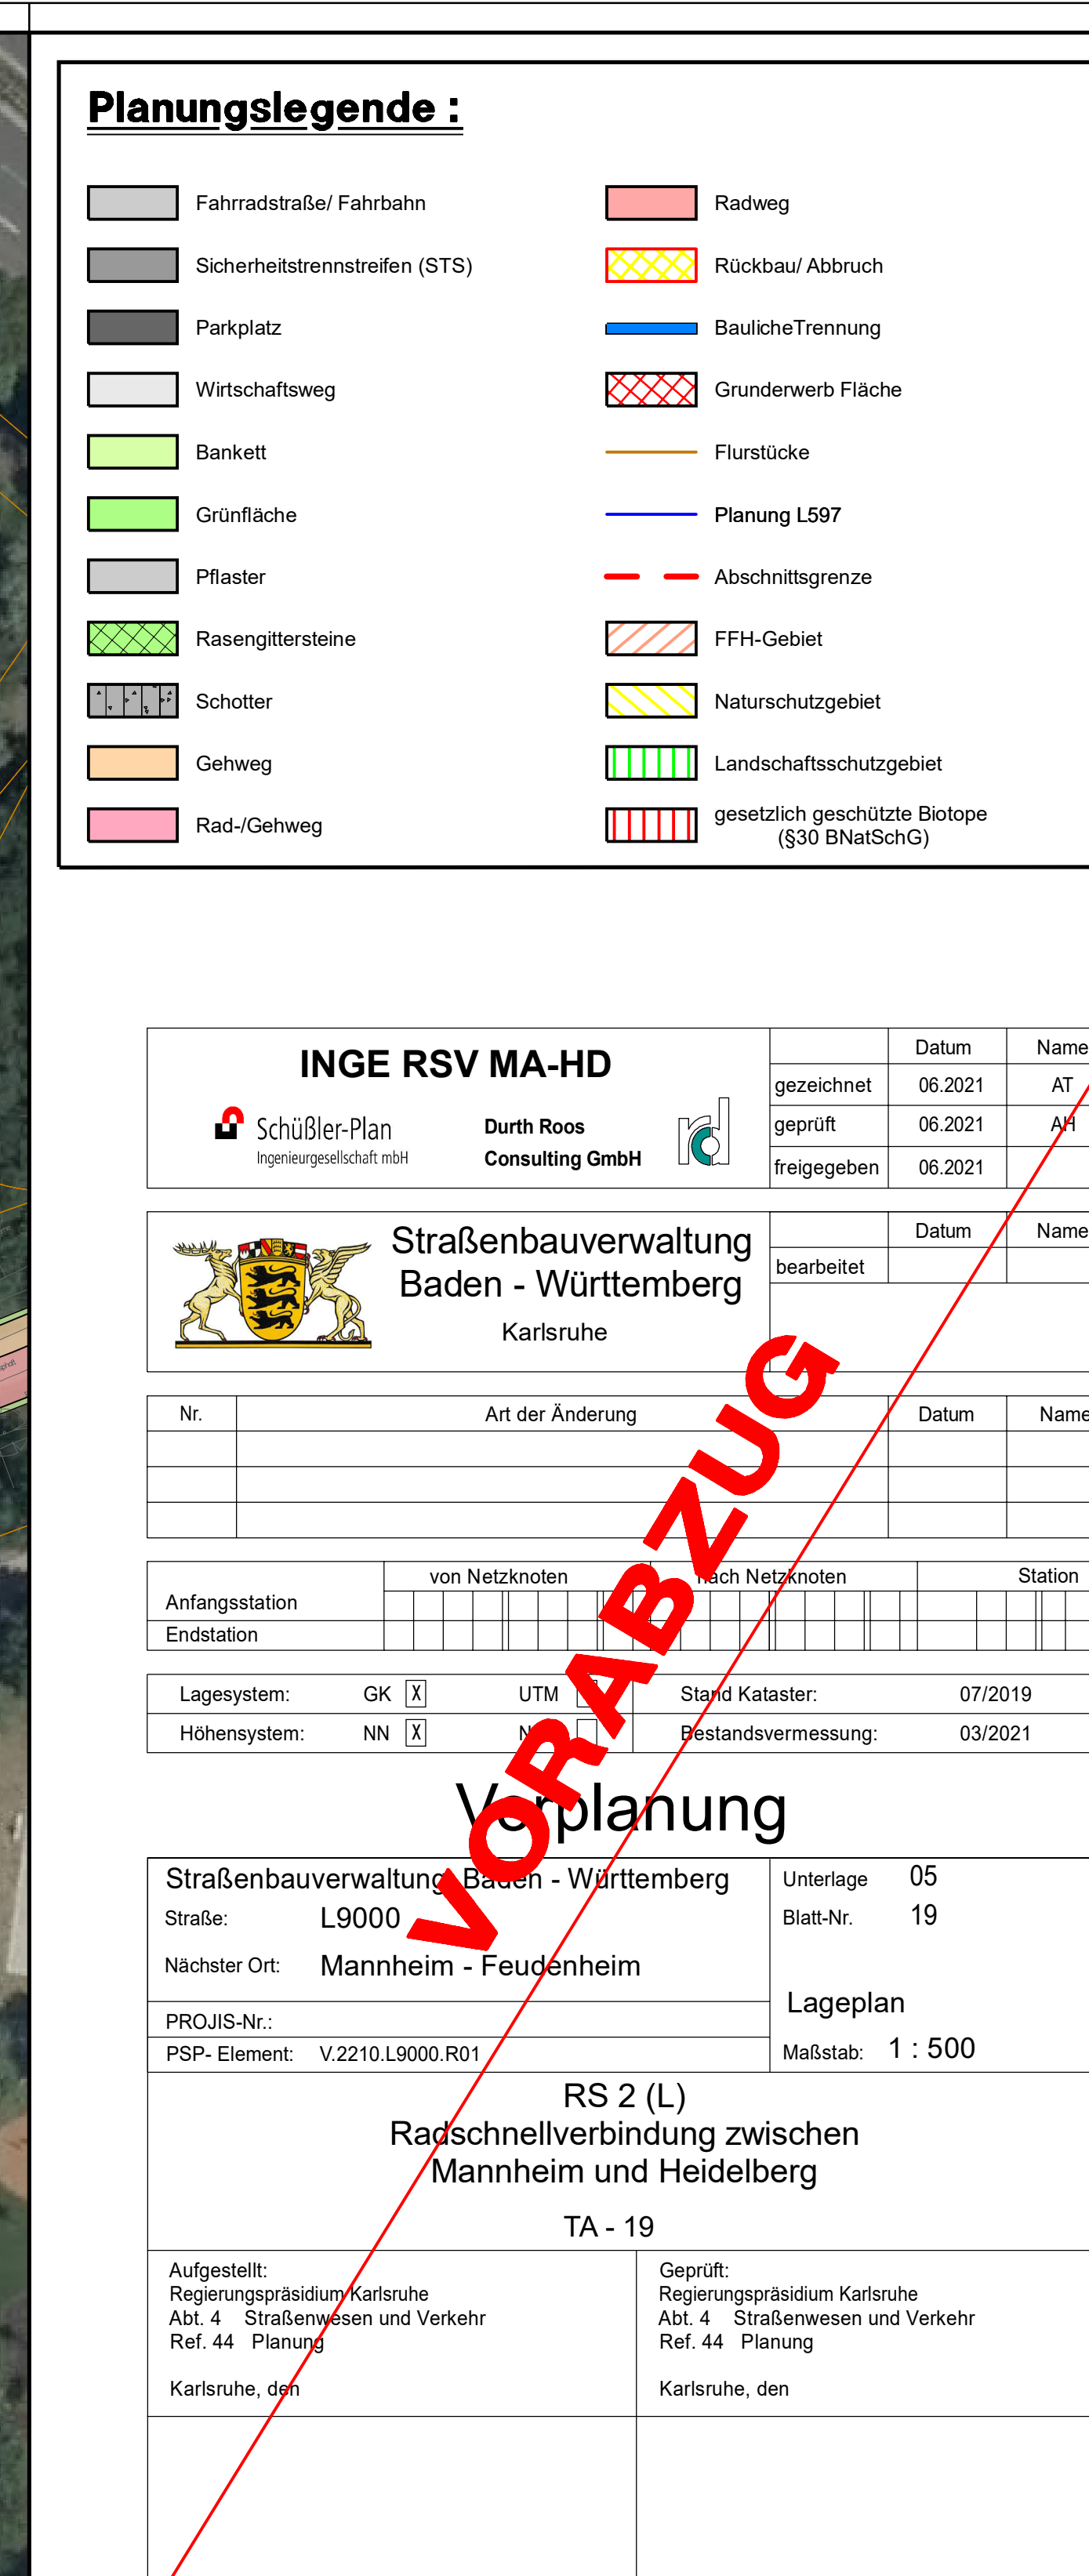 Planungslegende :
Fahrradstraße/ Fahrbahn
Sicherheitstrennstreifen (STS)
Parkplatz
Wirtschaftsweg
Bankett
Grünfläche
Pflaster
Rasengittersteine
Schotter
Gehweg
Rad-/Gehweg
Radweg
Rückbau/ Abbruch
BaulicheTrennung
Grunderwerb Fläche
Flurstücke
Planung L597
Abschnittsgrenze
FFH-Gebiet
Naturschutzgebiet
Landschaftsschutzgebiet
gesetzlich geschützte Biotope
(§30 BNatSchG)
INGE RSV MA-HD
Schüßler-Plan
Ingenieurgesellschaft mbH
Durth Roos
Consulting GmbH
rd
Datum Name
gezeichnet 06.2021 AT
geprüft 06.2021 AH
freigegeben 06.2021
Straßenbauverwaltung
Baden - Württemberg
Karlsruhe
Datum Name
bearbeitet
Nr. Art der Änderung Datum Name
von Netzknoten nach Netzknoten Station
Anfangsstation
Endstation
Lagesystem: GK X UTM Stand Kataster: 07/2019
Höhensystem: NN X Bestandsvermessung: 03/2021
VORABZUG
Vorplanung
Straßenbauverwaltung Baden - Württemberg
Straße: L9000
Nächster Ort: Mannheim - Feudenheim
PROJIS-Nr.:
PSP- Element: V.2210.L9000.R01
Unterlage 05
Blatt-Nr. 19
Lageplan
Maßstab: 1 : 500
RS 2 (L)
Radschnellverbindung zwischen
Mannheim und Heidelberg
TA - 19
Aufgestellt:
Regierungspräsidium Karlsruhe
Abt. 4 Straßenwesen und Verkehr
Ref. 44 Planung
Karlsruhe, den
Geprüft:
Regierungspräsidium Karlsruhe
Abt. 4 Straßenwesen und Verkehr
Ref. 44 Planung
Karlsruhe, den